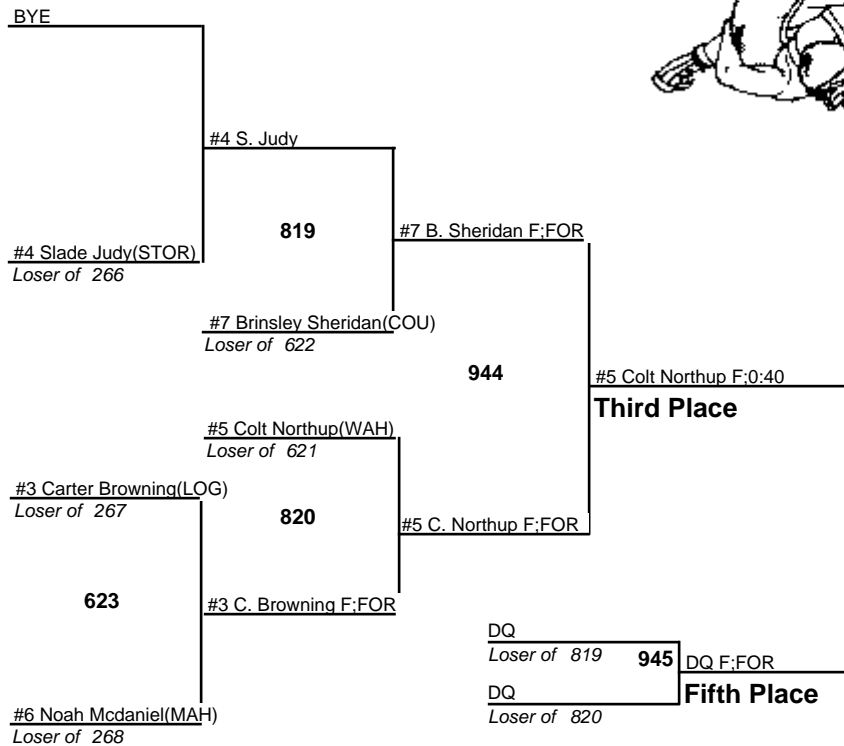 BYE
#4 S. Judy
819
#7 B. Sheridan F;FOR
#4 Slade Judy(STOR)
Loser of 266
#7 Brinsley Sheridan(COU)
Loser of 622
944
#5 Colt Northup F;0:40
Third Place
#5 Colt Northup(WAH)
Loser of 621
#3 Carter Browning(LOG)
Loser of 267
820
#5 C. Northup F;FOR
623
#3 C. Browning F;FOR
DQ
Loser of 819
945
DQ F;FOR
Fifth Place
DQ
Loser of 820
#6 Noah Mcdaniel(MAH)
Loser of 268